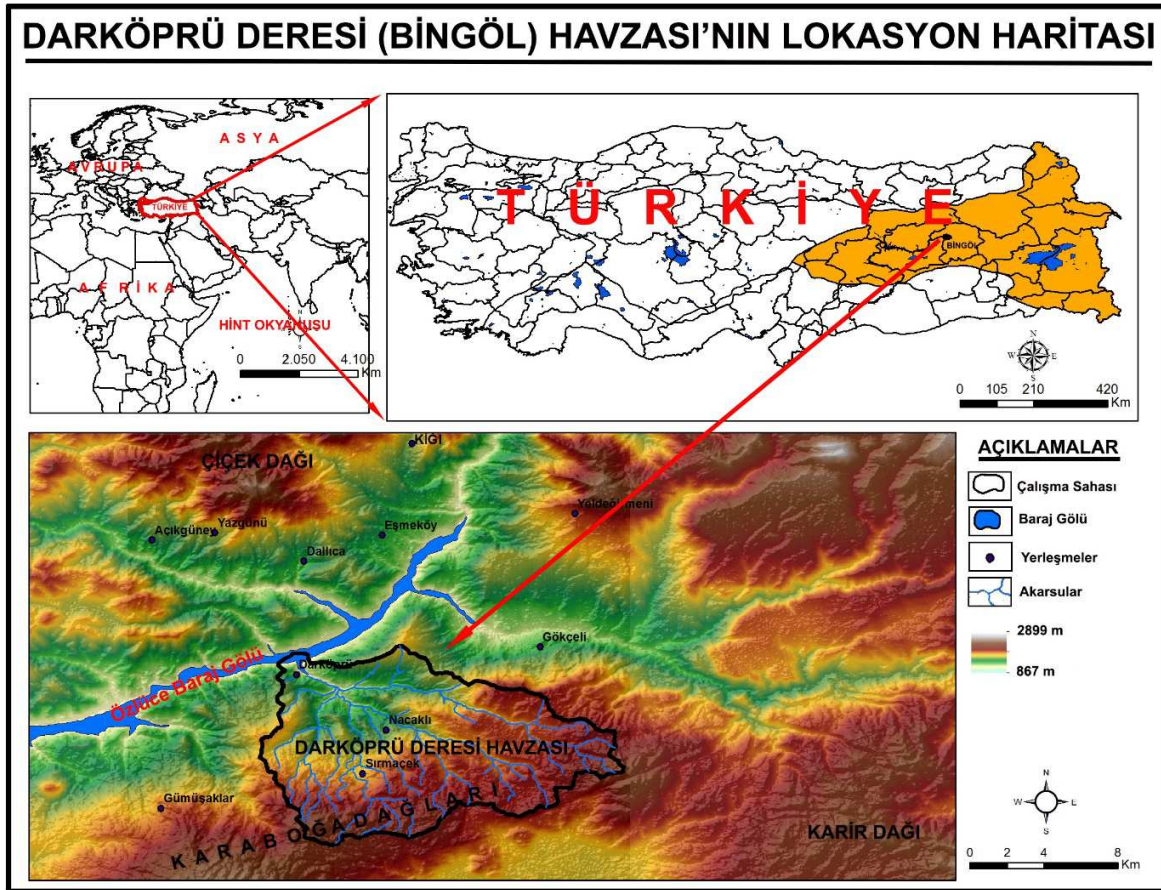 DARKÖPRÜ DERESİ (BİNGÖL) HAVZASI'NIN LOKASYON HARİTASI
ASYA
AVRUPA
TÜRKİYE
AFRİKA
HİNT OKYANUSU
N
S
0 2.050 4.100
Km
TÜRKİYE
BİNGÖL
N
W E
S
0 105 210 420
Km
ÇİÇEK DAĞI
KIĞI
Yeldeğirmeni
Açıkgüney
Yazgünü
Eşmeköy
Dallıca
Gökçeli
Özlüce Baraj Gölü
Darköprü
Nacaklı
DARKÖPRÜ DERESİ HAVZASI
Sırmaçek
Gümüşaklar
KARABOĞA DAĞLARI
KARİR DAĞI
AÇIKLAMALAR
Çalışma Sahası
Baraj Gölü
Yerleşmeler
Akarsular
2899 m
867 m
N
W L
S
0 2 4 8
Km